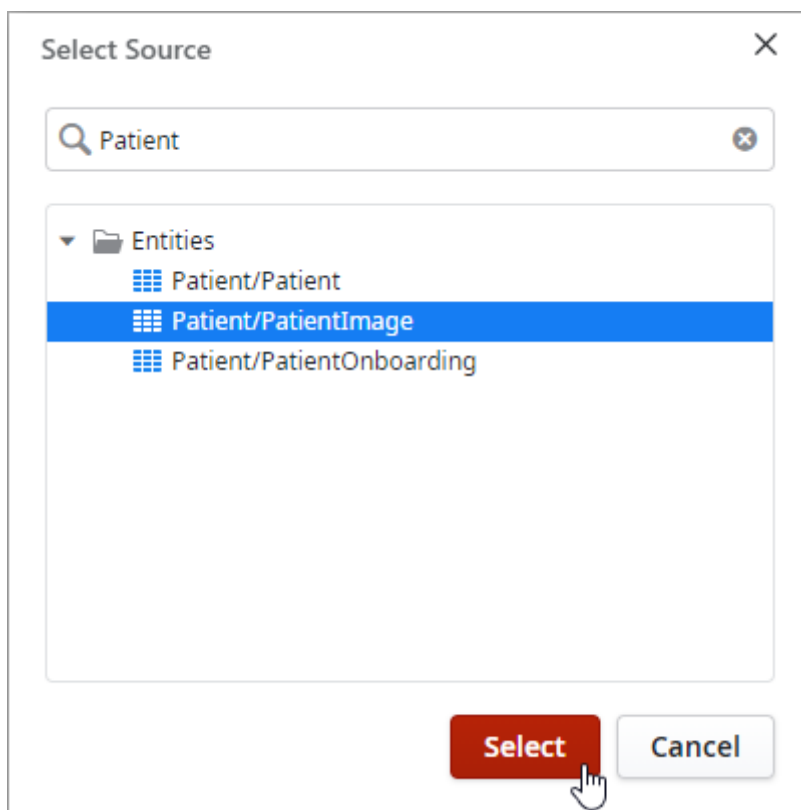 Select Source
Patient
Entities
Patient/Patient
Patient/PatientImage
Patient/PatientOnboarding
Select Cancel